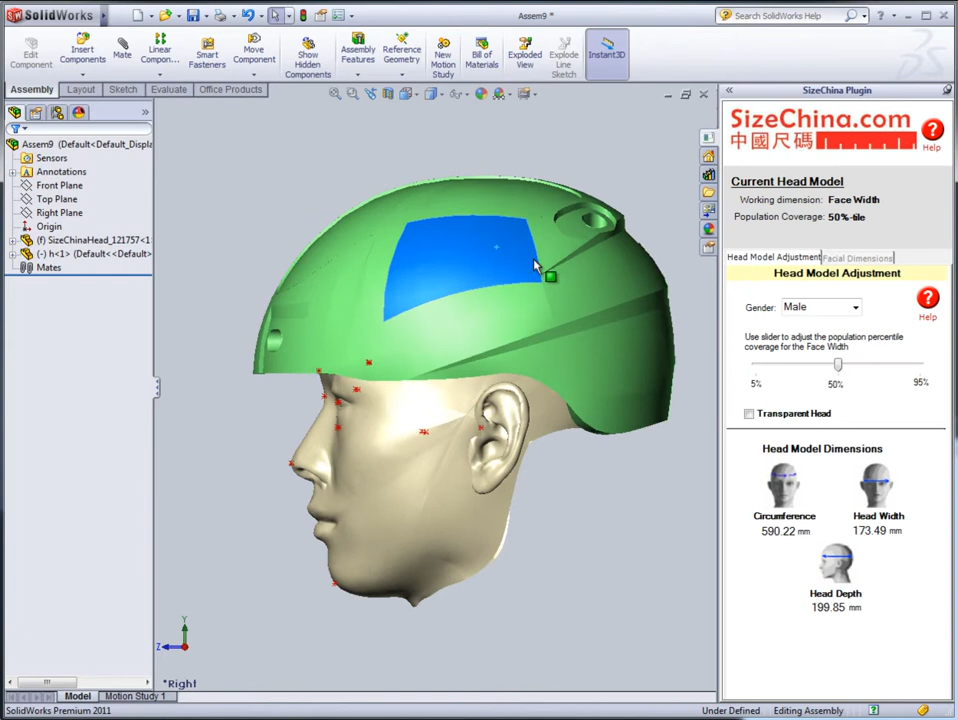 SolidWorks
Assem9 *
Search SolidWorks Help
Edit Component
Insert Components
Mate
Linear Compon...
Smart Fasteners
Move Component
Show Hidden Components
Assembly Features
Reference Geometry
New Motion Study
Bill of Materials
Exploded View
Explode Line Sketch
Instant3D
Assembly
Layout
Sketch
Evaluate
Office Products
Assem9 (Default<Default_Displa
Sensors
Annotations
Front Plane
Top Plane
Right Plane
Origin
(f) SizeChinaHead_121757<1
(-) h<1> (Default<<Default>
Mates
Y
Z
*Right
SizeChina Plugin
SizeChina.com
中國尺碼
Help
Current Head Model
Working dimension: Face Width
Population Coverage: 50%-tile
Head Model Adjustment
Facial Dimensions
Head Model Adjustment
Gender: Male
Help
Use slider to adjust the population percentile
coverage for the Face Width
5% 50% 95%
Transparent Head
Head Model Dimensions
Circumference
590.22 mm
Head Width
173.49 mm
Head Depth
199.85 mm
Model
Motion Study 1
SolidWorks Premium 2011
Under Defined
Editing Assembly